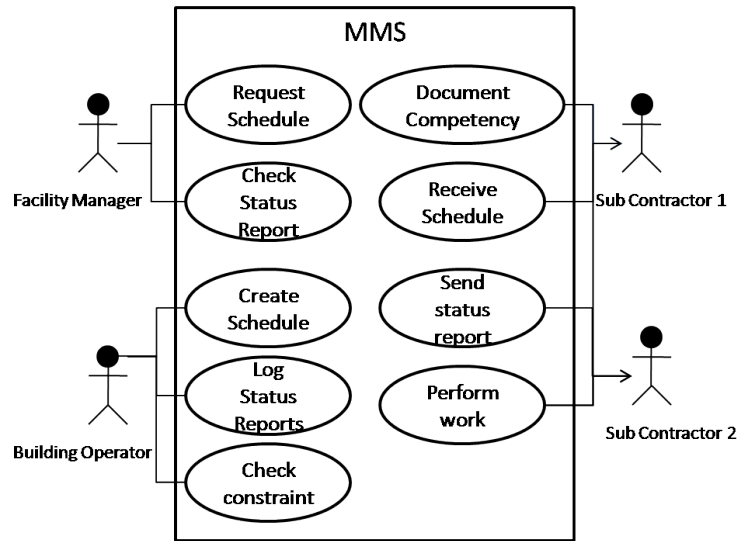 MMS
Request
Schedule
Document
Competency
Facility Manager
Check
Status
Report
Receive
Schedule
Sub Contractor 1
Create
Schedule
Send
status
report
Building Operator
Log
Status
Reports
Perform
work
Sub Contractor 2
Check
constraint